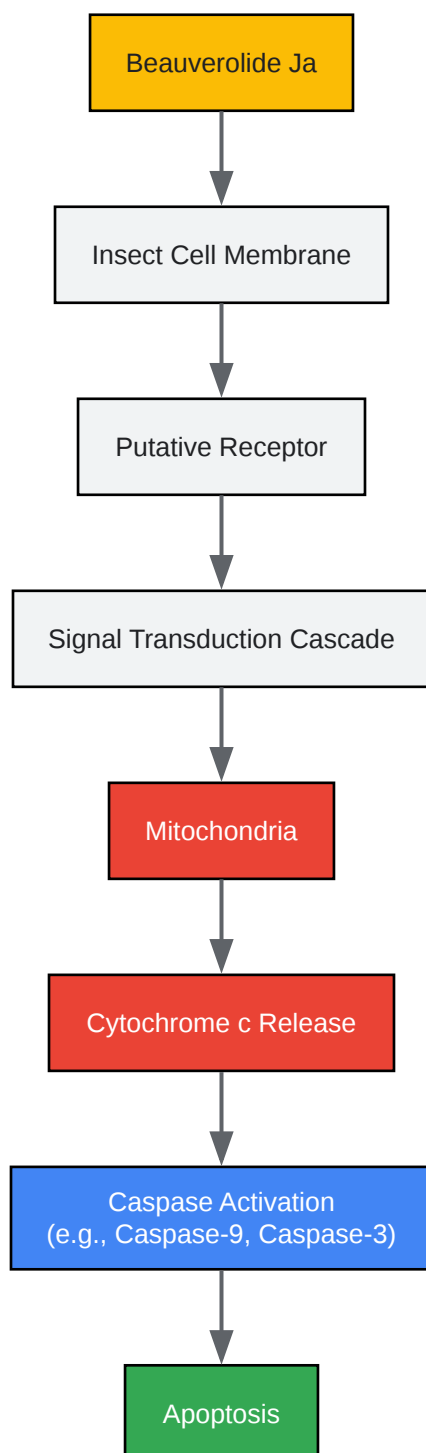 Beauverolide Ja
Insect Cell Membrane
Putative Receptor
Signal Transduction Cascade
Mitochondria
Cytochrome c Release
Caspase Activation
(e.g., Caspase-9, Caspase-3)
Apoptosis